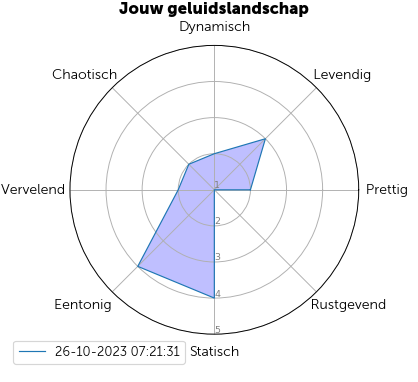 Jouw geluidslandschap
Dynamisch
Chaotisch
Levendig
Vervelend
1
Prettig
2
3
4
Eentonig
Rustgevend
5
26-10-2023 07:21:31
Statisch